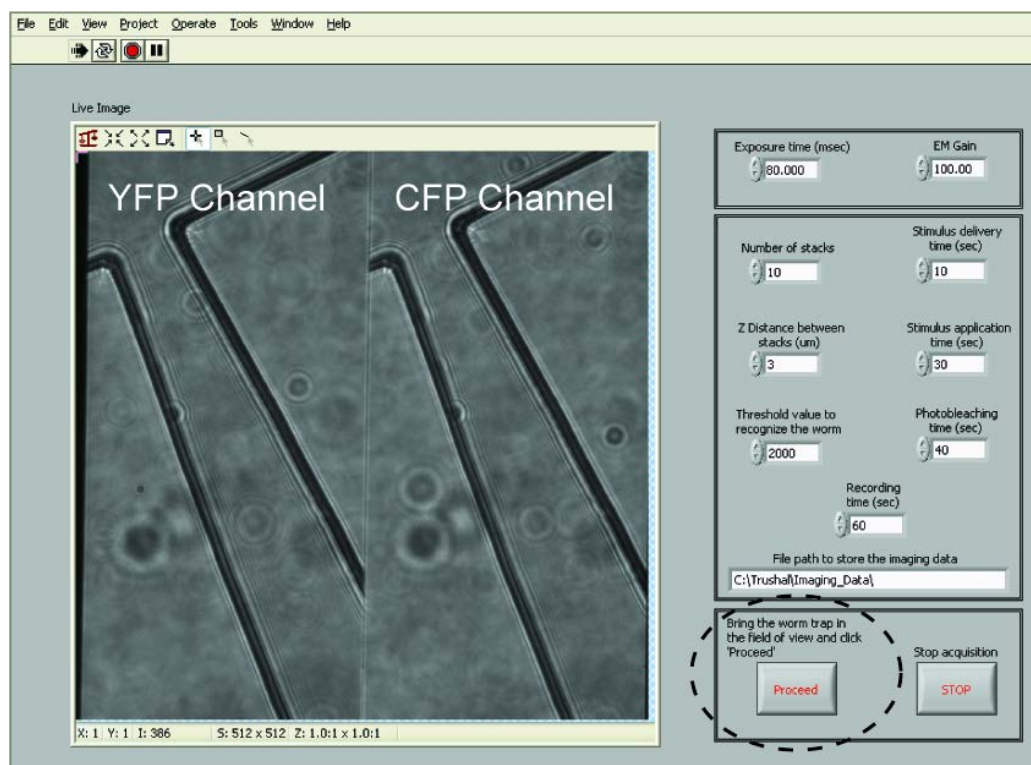 File Edit View Project Operate Tools Window Help
Live Image
YFP Channel CFP Channel
X: 1 Y: 1 I: 386 S: 512 x 512 Z: 1.0:1 x 1.0:1
Exposure time (msec)
80.000
EM Gain
100.00
Number of stacks
10
Stimulus delivery
time (sec)
10
Z Distance between
stacks (um)
3
Stimulus application
time (sec)
30
Threshold value to
recognize the worm
2000
Photobleaching
time (sec)
40
Recording
time (sec)
60
File path to store the imaging data
C:\Trushal\Imaging_Data\
Bring the worm trap in
the field of view and click
'Proceed'
Proceed
Stop acquisition
STOP